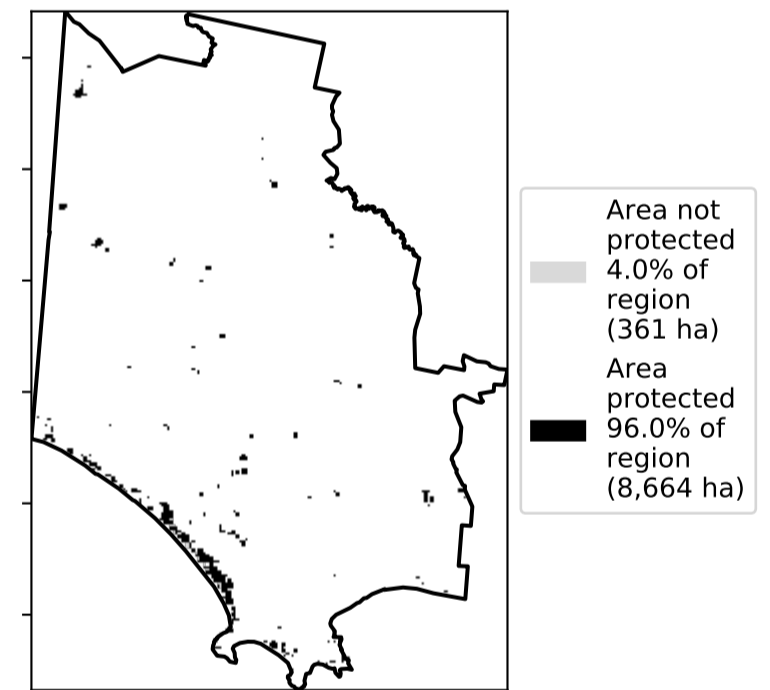 Area not
protected
4.0% of
region
(361 ha)
Area
protected
96.0% of
region
(8,664 ha)